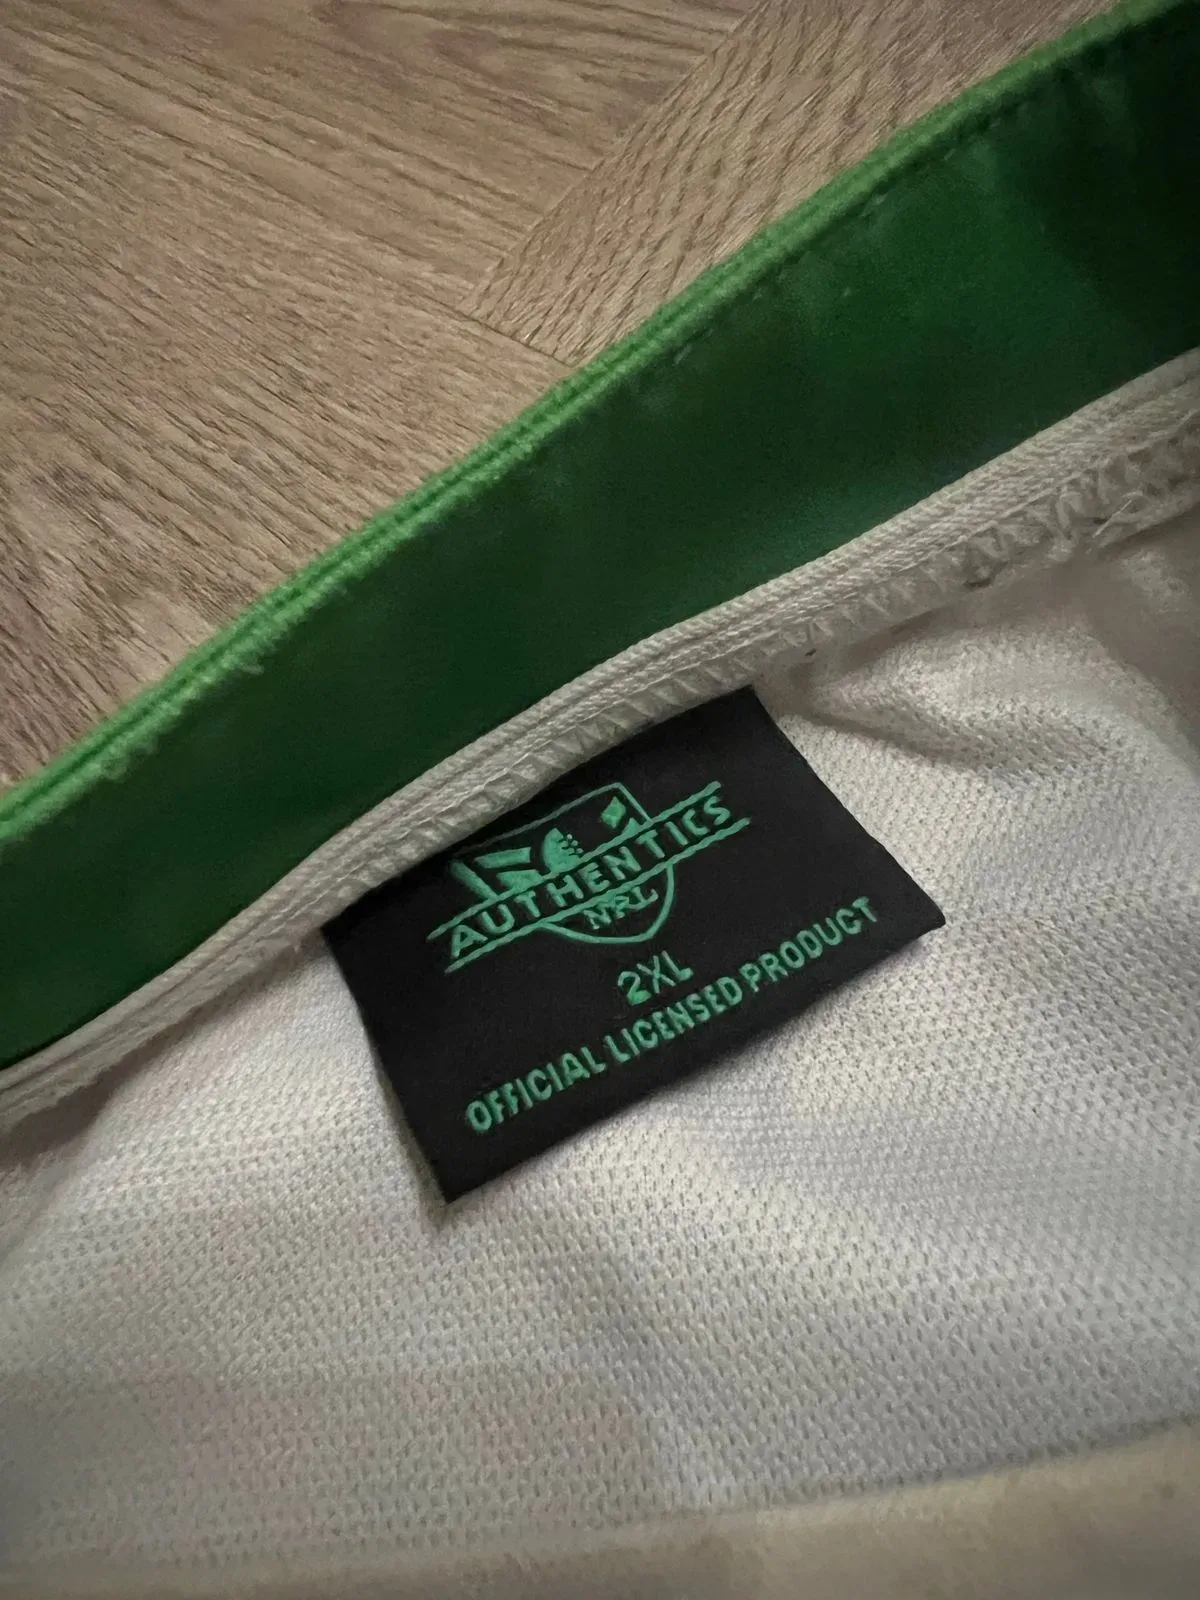 AUTHENTICS
NRL
2XL
OFFICIAL LICENSED PRODUCT